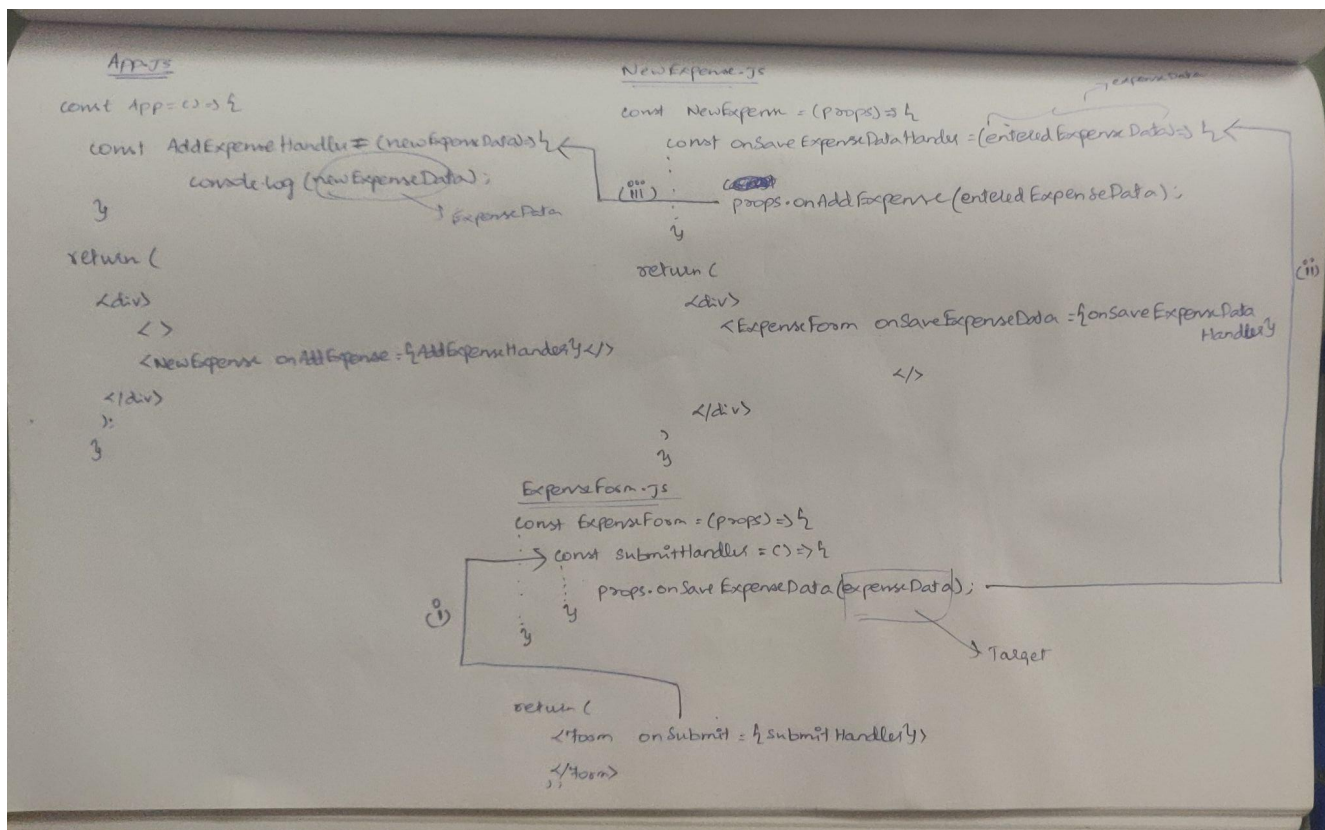 App.JS
const App = () => {
const AddExpenseHandler = (newExpenseData) => {
console.log (newExpenseData);
ExpenseData
}
return (
<div>
< >
<NewExpense onAddExpense = {AddExpenseHander}</>
</div>
);
}
NewExpense.JS
expenseData
const NewExpense = (props) => {
const onSaveExpenseDataHandler = (enteredExpenseData) => {
(iii)
props.onAddExpense (enteredExpenseData);
}
(ii)
return (
<div>
<ExpenseForm onSaveExpenseData = {onSaveExpenseData
Handler}
</>
</div>
)
}
ExpenseForm.JS
const ExpenseForm = (props) => {
const submitHandler = () => {
props.onSaveExpenseData (expenseData);
}
(i)
}
Target
return (
<form onSubmit = {submitHandler}>
</form>
);